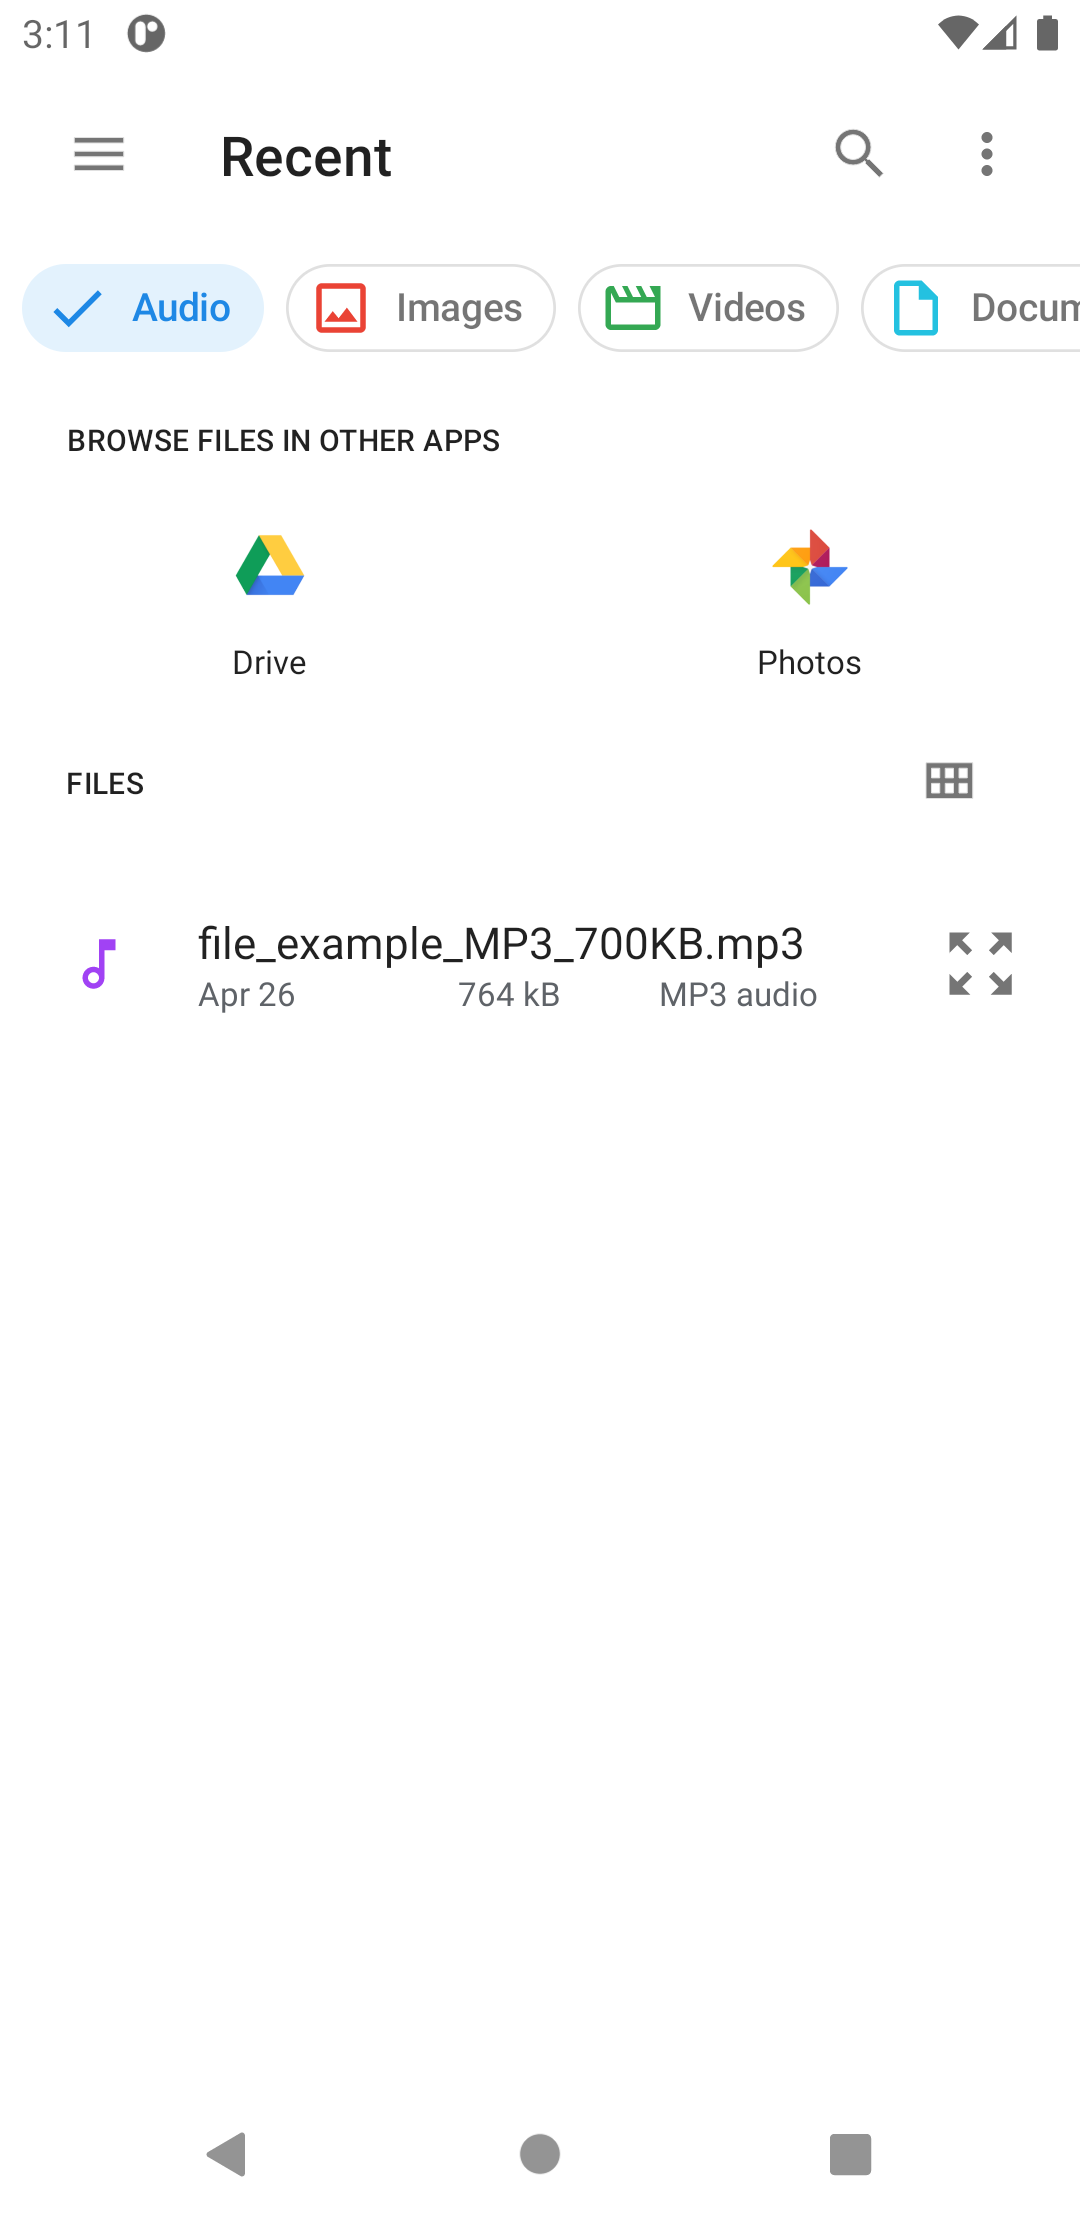 3:11
Recent
Audio
Images
Videos
Docum
BROWSE FILES IN OTHER APPS
Drive
Photos
FILES
file_example_MP3_700KB.mp3
Apr 26
764 kB
MP3 audio